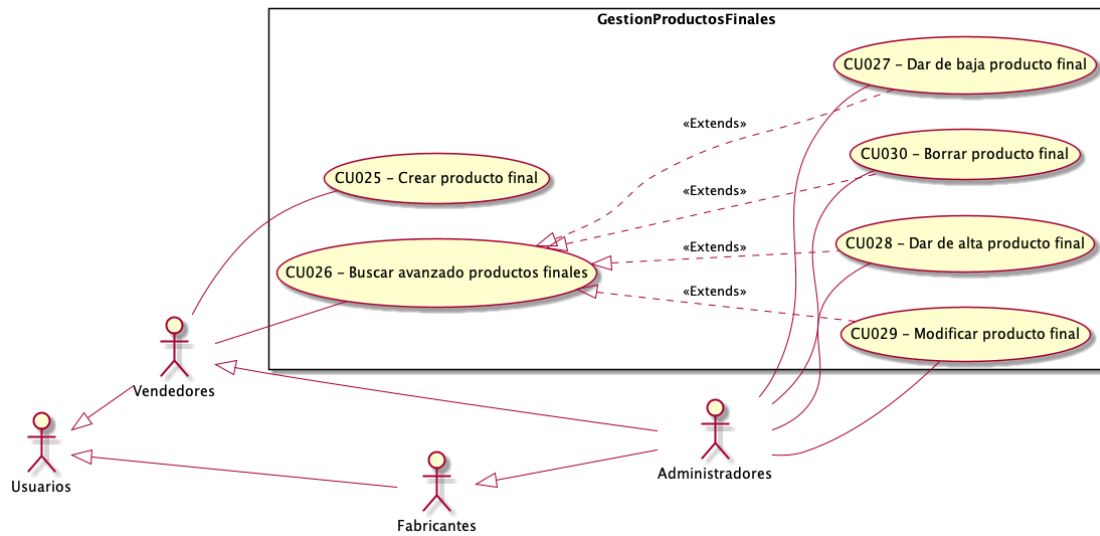 GestionProductosFinales
CU027 – Dar de baja producto final
«Extends»
CU030 – Borrar producto final
CU025 – Crear producto final
«Extends»
CU028 – Dar de alta producto final
«Extends»
CU026 – Buscar avanzado productos finales
«Extends»
CU029 – Modificar producto final
Vendedores
Administradores
Usuarios
Fabricantes